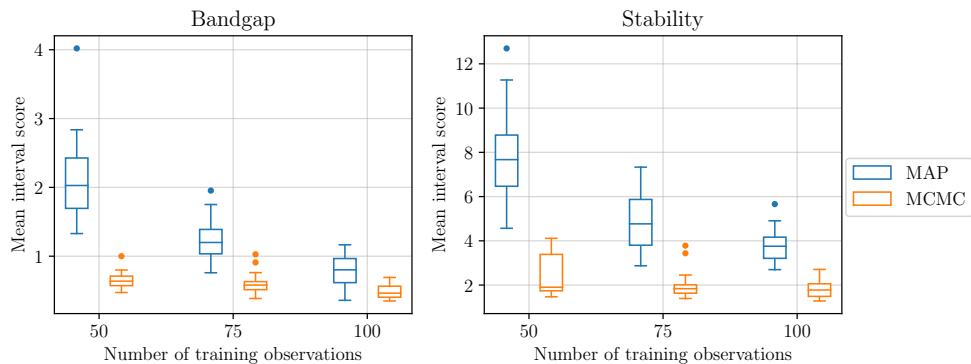 Bandgap
Mean interval score
4
3
2
1
50
75
100
Number of training observations
Stability
Mean interval score
12
10
8
6
4
2
50
75
100
Number of training observations
MAP
MCMC